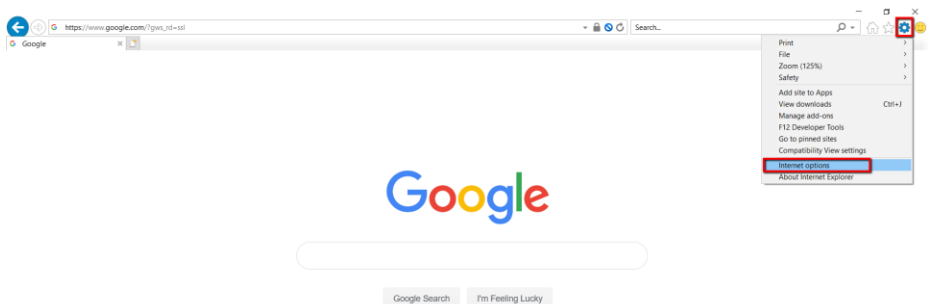 https://www.google.com/?gws_rd=ssl
Search...
Google
Print
File
Zoom (125%)
Safety
Add site to Apps
View downloads Ctrl+J
Manage add-ons
F12 Developer Tools
Go to pinned sites
Compatibility View settings
Internet options
About Internet Explorer
Google
Google Search I'm Feeling Lucky